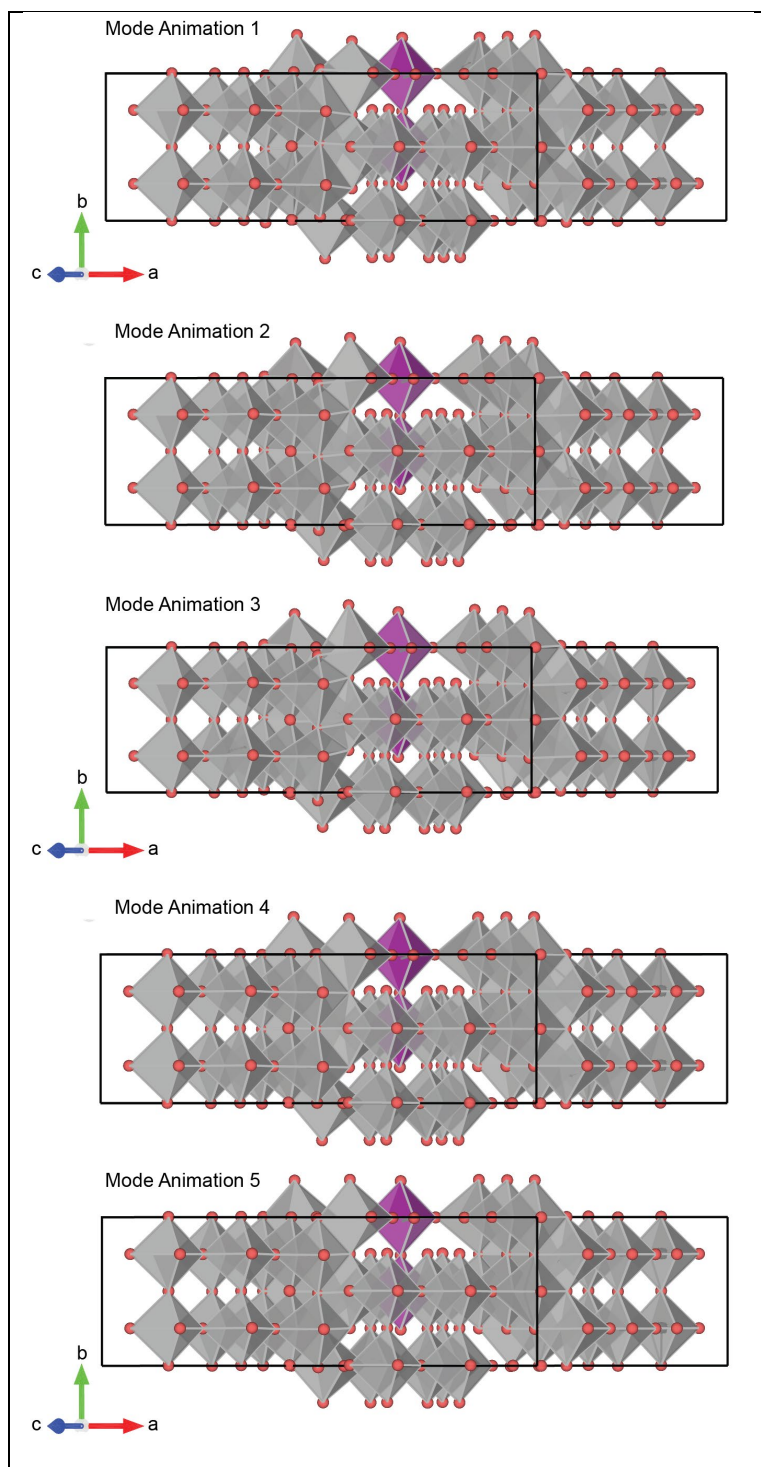 Mode Animation 1
b
c a
Mode Animation 2
Mode Animation 3
b
c a
Mode Animation 4
Mode Animation 5
b
c a